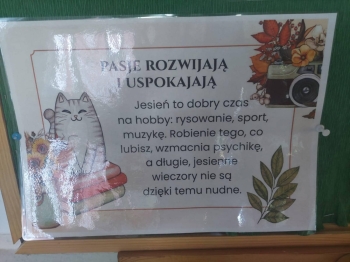 PASJE ROZWIJAJĄ
I USPOKAJAJĄ
Jesień to dobry czas
na hobby: rysowanie, sport,
muzykę. Robienie tego, co
lubisz, wzmacnia psychikę,
a długie, jesienne
wieczory nie są
dzięki temu nudne.